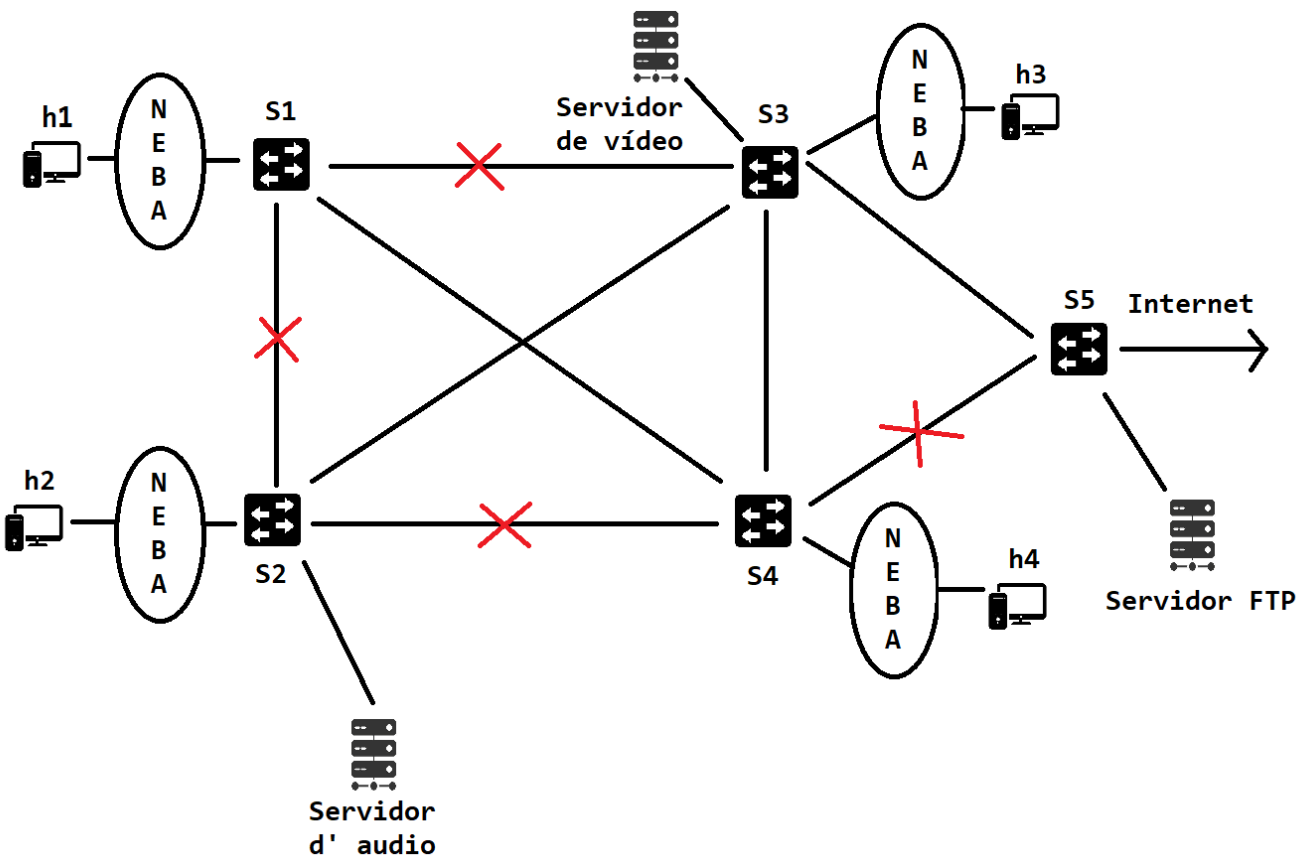 h1
N
E
B
A
S1
Servidor
de vídeo
S3
N
E
B
A
h3
S5
Internet
h2
N
E
B
A
S2
S4
N
E
B
A
h4
Servidor FTP
Servidor
d' audio